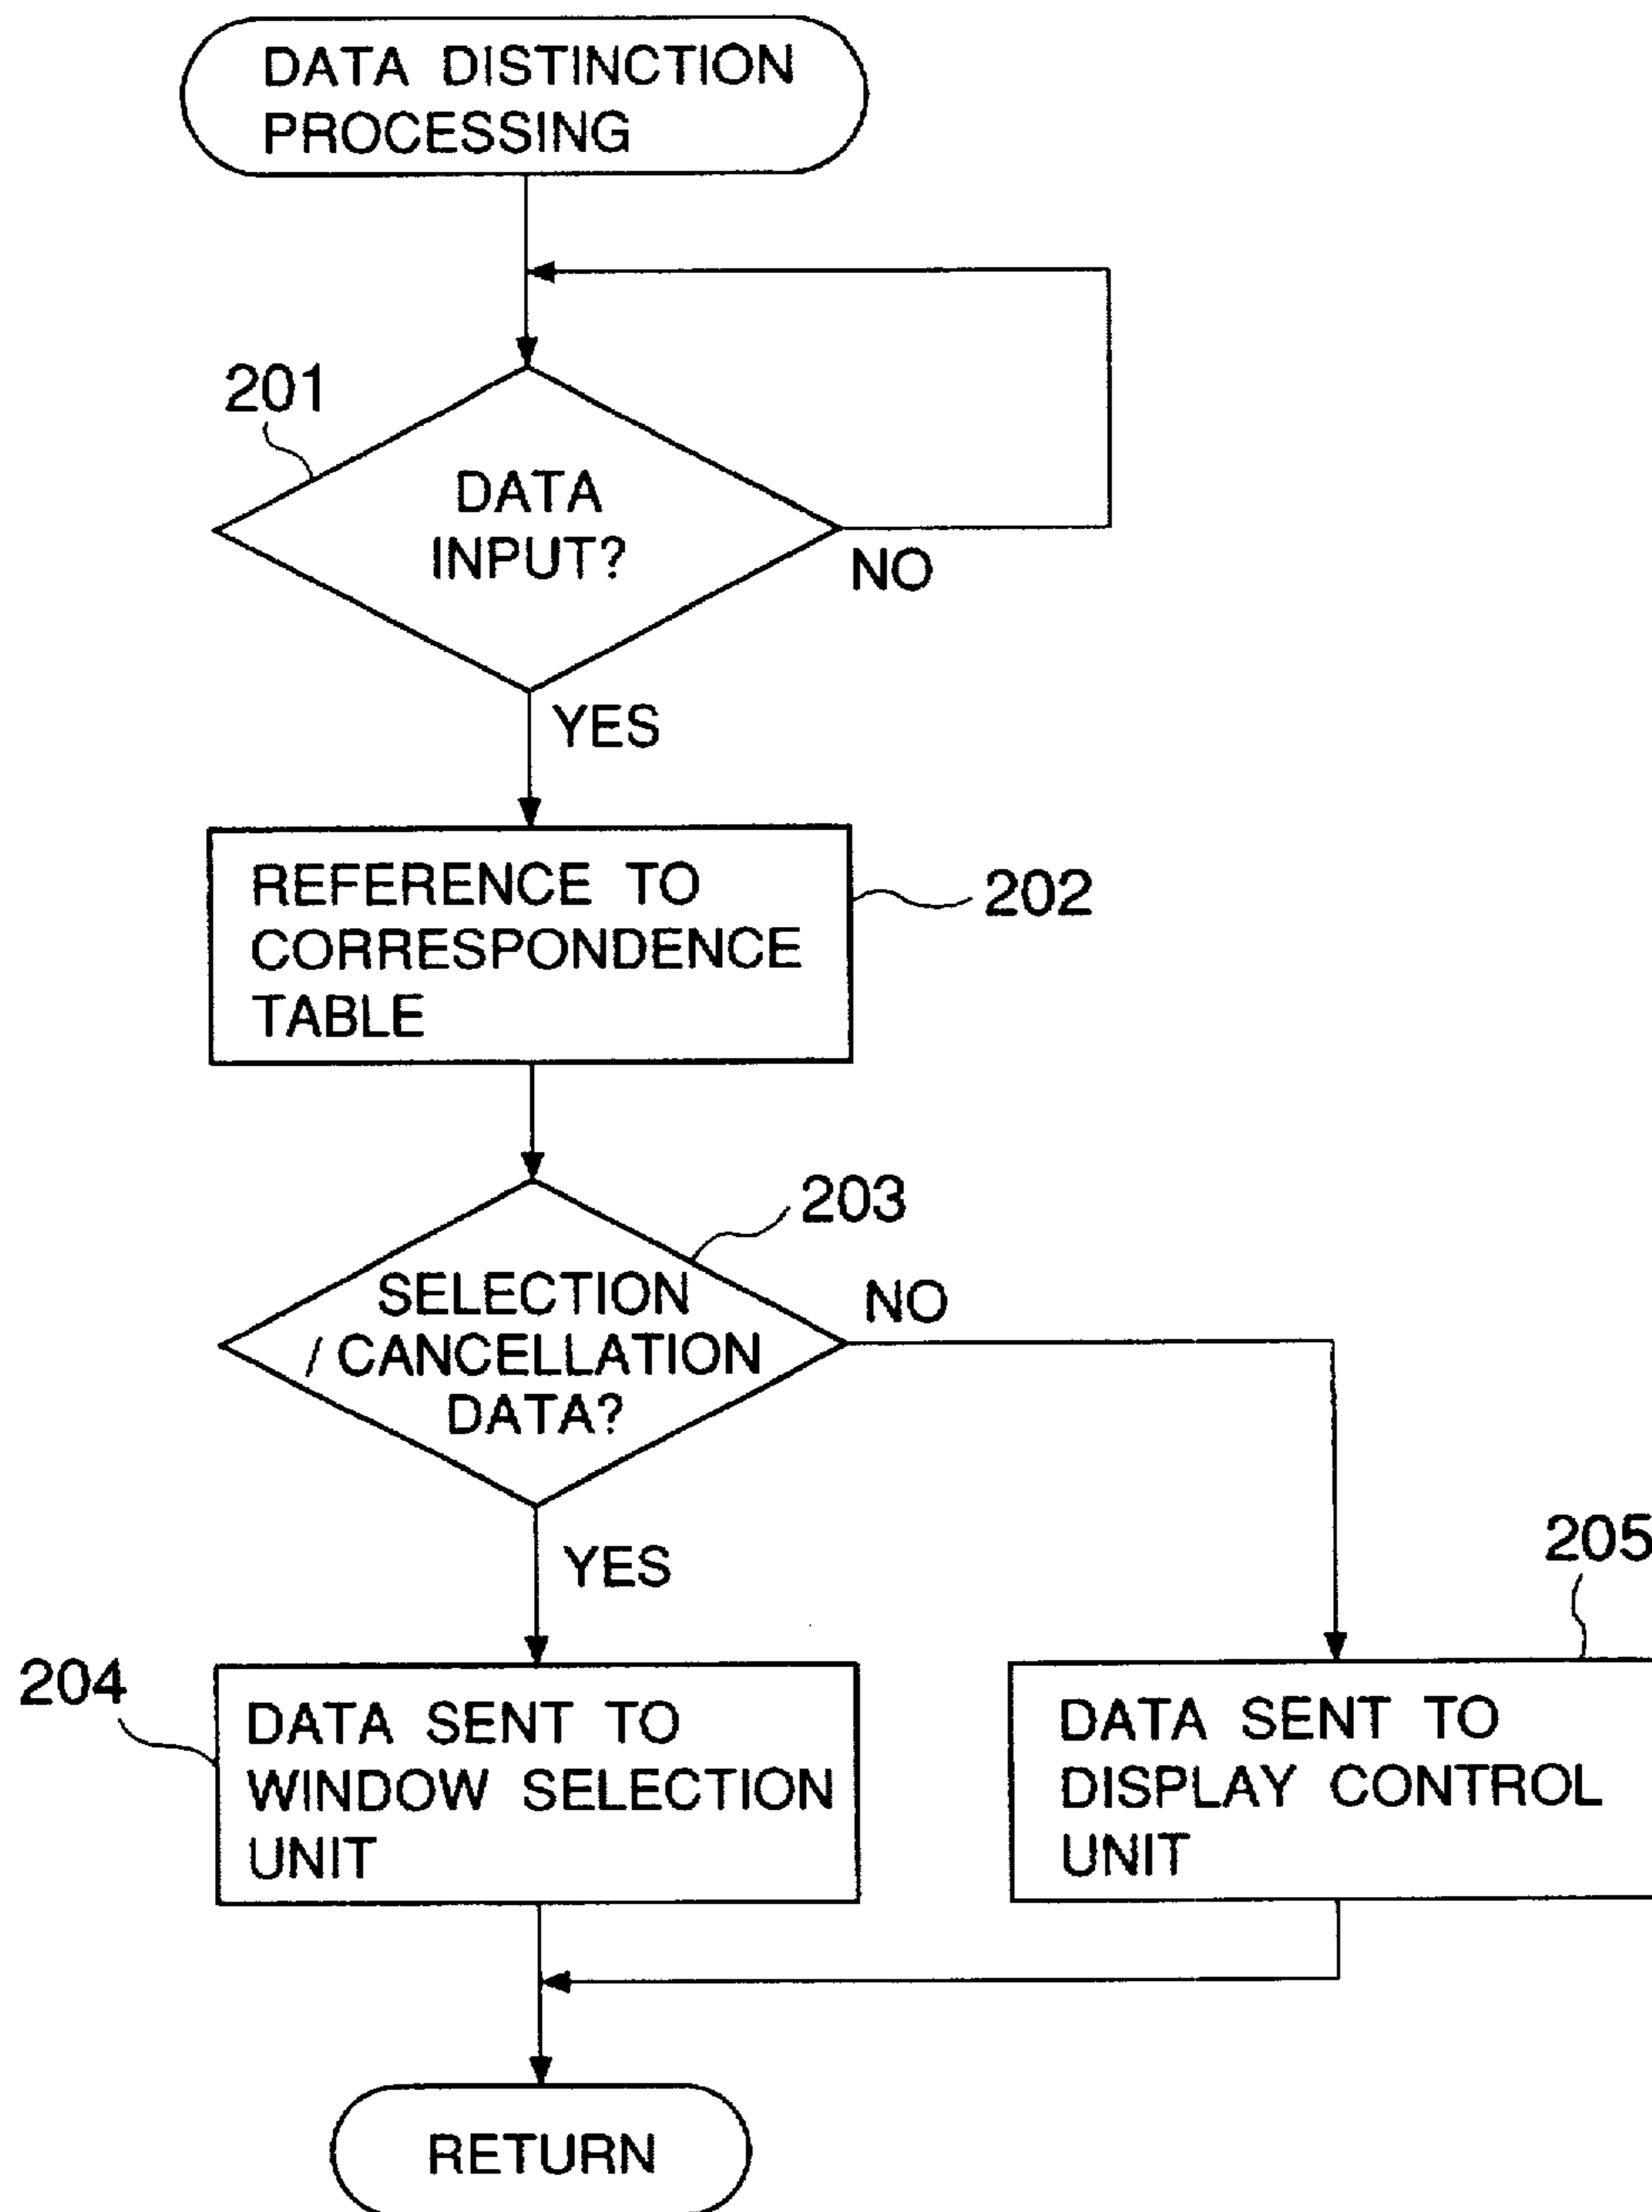 DATA DISTINCTION
PROCESSING
201
DATA
INPUT?
NO
YES
REFERENCE TO
CORRESPONDENCE
TABLE
202
203
SELECTION
/ CANCELLATION
DATA?
NO
YES
205
204
DATA SENT TO
WINDOW SELECTION
UNIT
DATA SENT TO
DISPLAY CONTROL
UNIT
RETURN